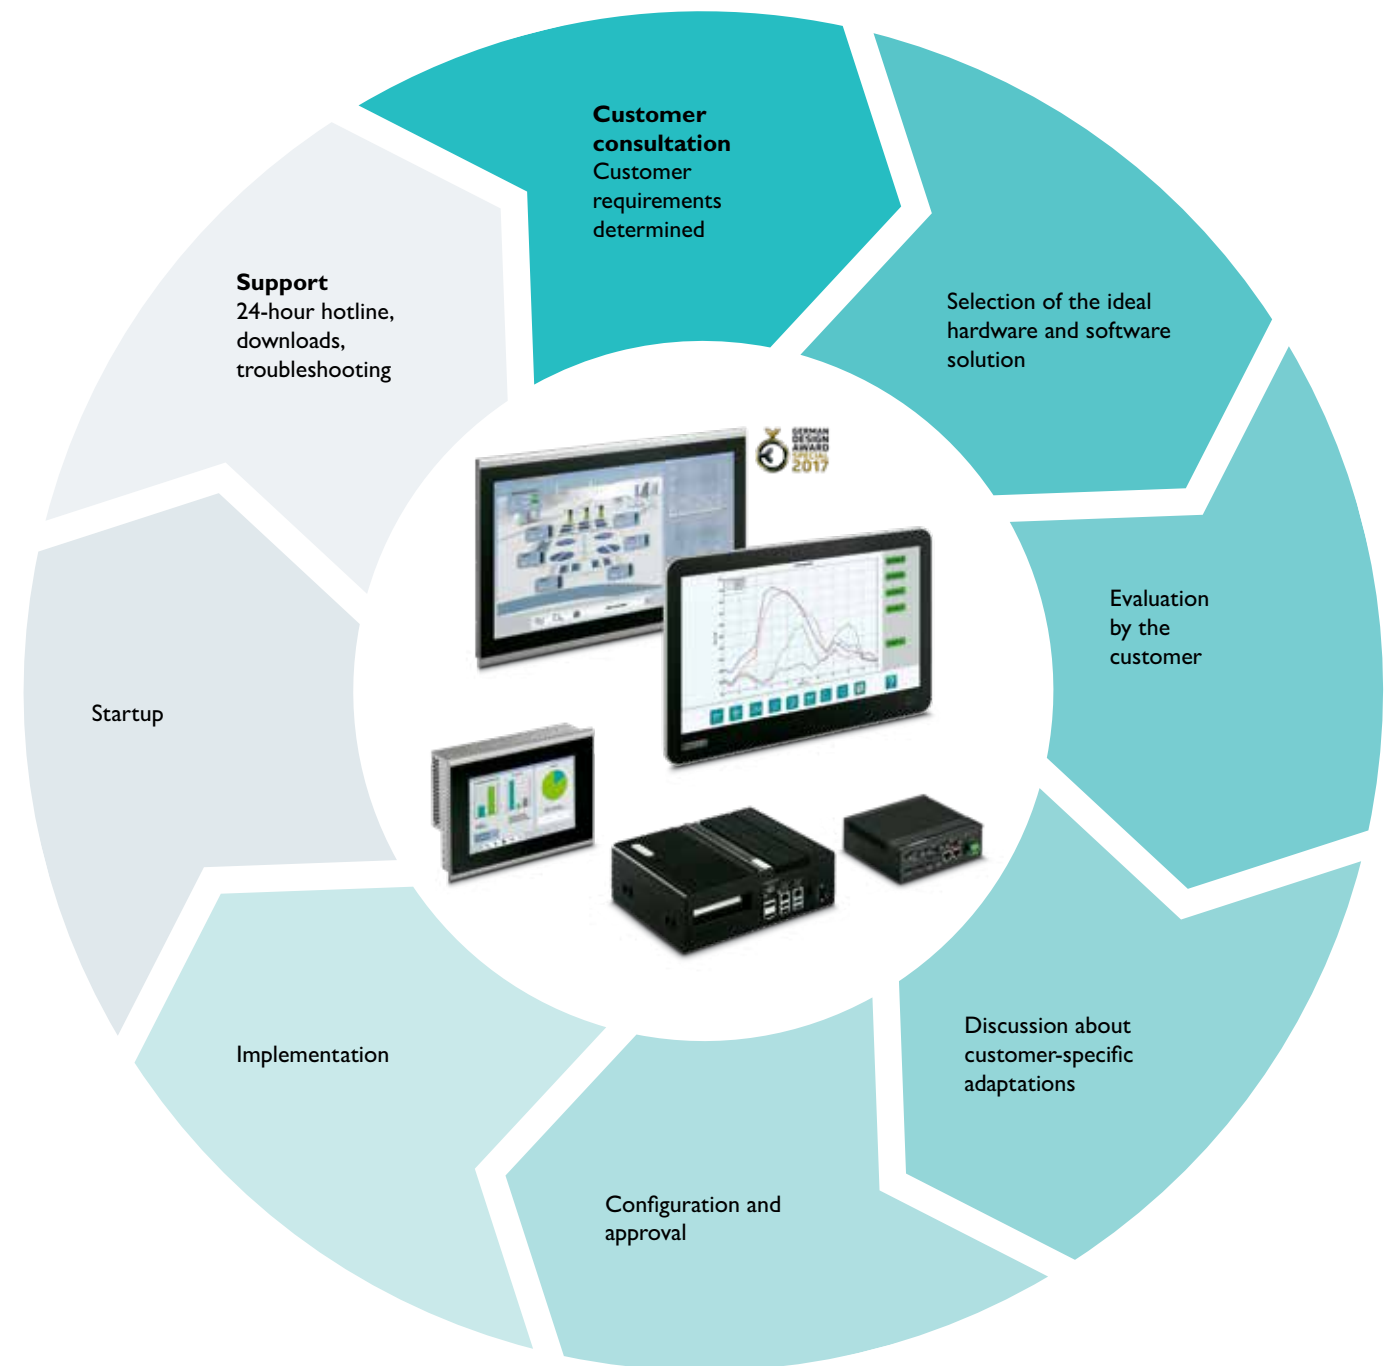 Customer
consultation
Customer
requirements
determined
Selection of the ideal
hardware and software
solution
Evaluation
by the
customer
Discussion about
customer-specific
adaptations
Configuration and
approval
Implementation
Startup
Support
24-hour hotline,
downloads,
troubleshooting
GERMAN
DESIGN
AWARD
SPECIAL
2017